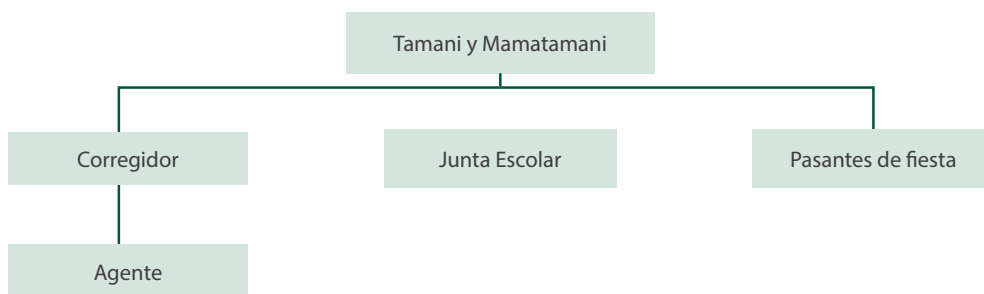 Tamani y Mamatamani
Corregidor
Junta Escolar
Pasantes de fiesta
Agente